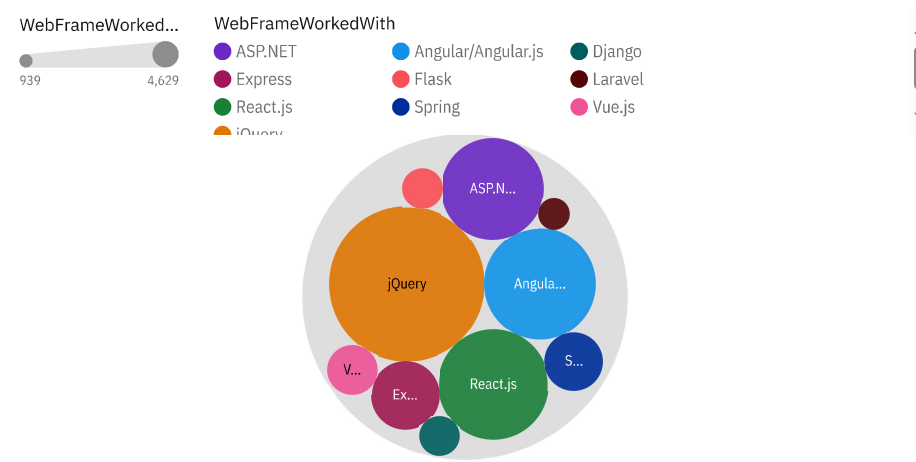 WebFrameWorked...
939 4,629
WebFrameWorkedWith
ASP.NET Angular/Angular.js Django
Express Flask Laravel
React.js Spring Vue.js
jQuery
ASP.N...
jQuery
Angula...
S...
V...
React.js
Ex...